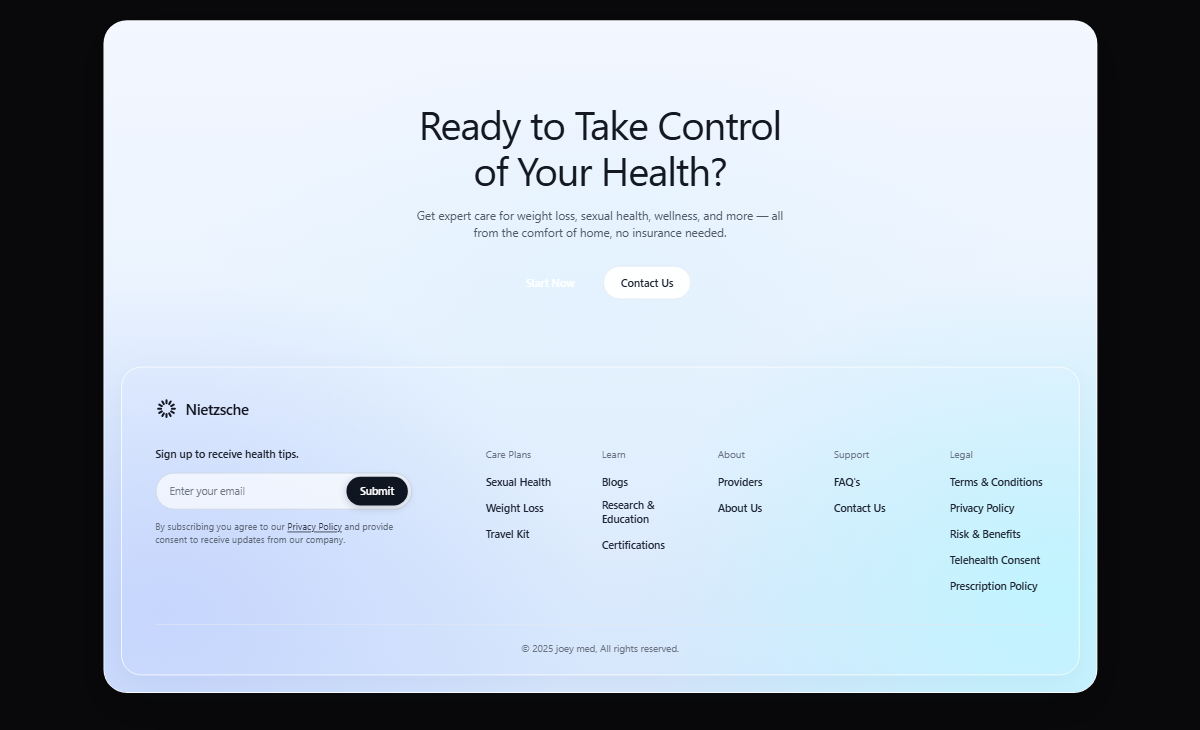 Ready to Take Control
of Your Health?
Get expert care for weight loss, sexual health, wellness, and more — all
from the comfort of home, no insurance needed.
Start Now
Contact Us
Nietzsche
Sign up to receive health tips.
Enter your email
Submit
By subscribing you agree to our Privacy Policy and provide
consent to receive updates from our company.
Care Plans
Sexual Health
Weight Loss
Travel Kit
Learn
Blogs
Research &
Education
Certifications
About
Providers
About Us
Support
FAQ's
Contact Us
Legal
Terms & Conditions
Privacy Policy
Risk & Benefits
Telehealth Consent
Prescription Policy
© 2025 joey med, All rights reserved.